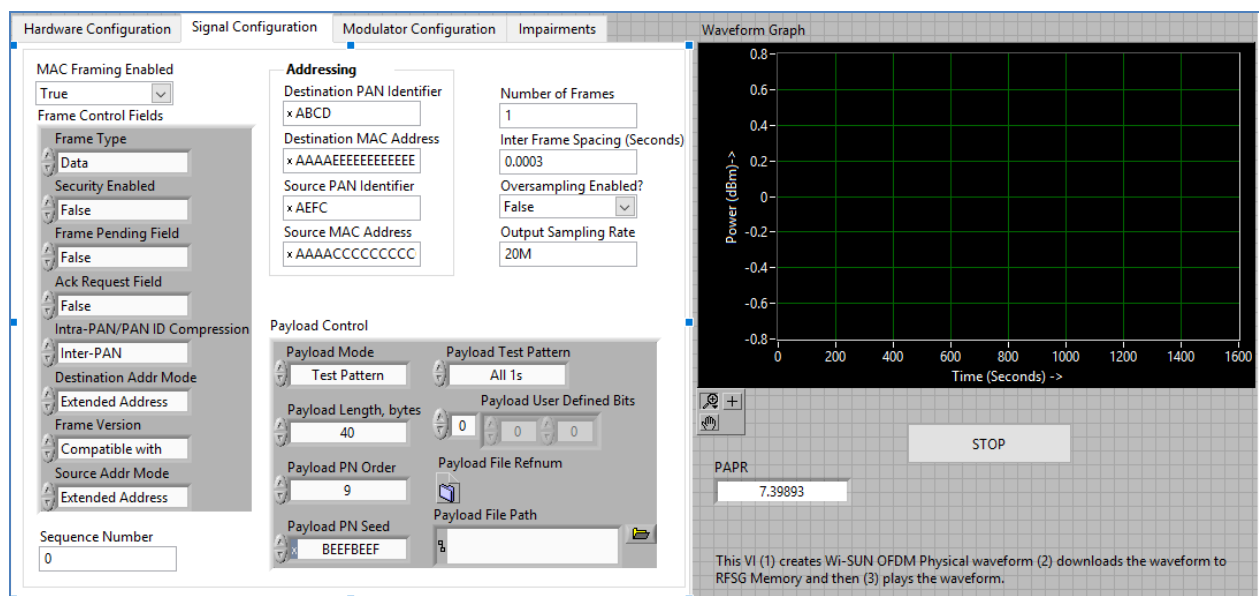 Hardware Configuration
Signal Configuration
Modulator Configuration
Impairments
MAC Framing Enabled
True
Frame Control Fields
Frame Type
Data
Security Enabled
False
Frame Pending Field
False
Ack Request Field
False
Intra-PAN/PAN ID Compression
Inter-PAN
Destination Addr Mode
Extended Address
Frame Version
Compatible with
Source Addr Mode
Extended Address
Sequence Number
0
Addressing
Destination PAN Identifier
x ABCD
Destination MAC Address
x AAAAEEEEEEEEEEEE
Source PAN Identifier
x AEFC
Source MAC Address
x AAAACCCCCCCCC
Number of Frames
1
Inter Frame Spacing (Seconds)
0.0003
Oversampling Enabled?
False
Output Sampling Rate
20M
Payload Control
Payload Mode
Test Pattern
Payload Length, bytes
40
Payload PN Order
9
Payload PN Seed
x BEEFBEEF
Payload Test Pattern
All 1s
Payload User Defined Bits
0
0
0
Payload File Refnum
Payload File Path
Waveform Graph
Power (dBm)->
0.8
0.6
0.4
0.2
0
-0.2
-0.4
-0.6
-0.8
0 200 400 600 800 1000 1200 1400 1600
Time (Seconds) ->
STOP
PAPR
7.39893
This VI (1) creates Wi-SUN OFDM Physical waveform (2) downloads the waveform to
RFSG Memory and then (3) plays the waveform.